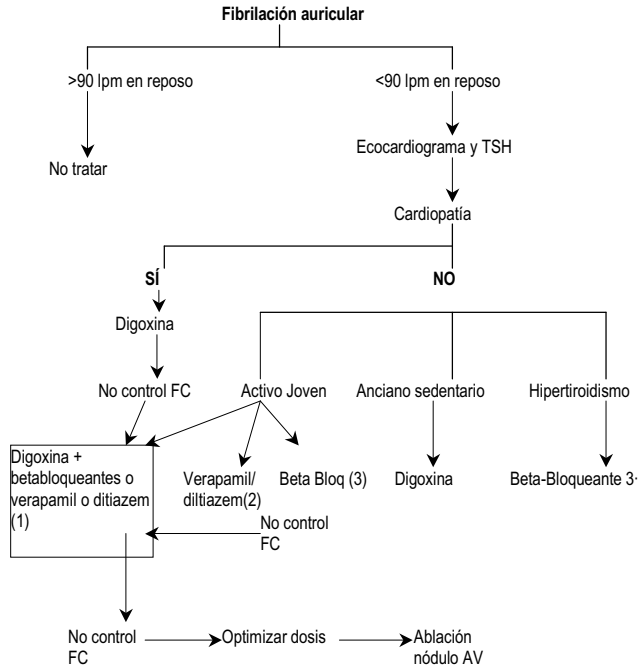 Fibrilación auricular
>90 lpm en reposo
<90 lpm en reposo
No tratar
Ecocardiograma y TSH
Cardiopatía
SÍ
NO
Digoxina
No control FC
Activo Joven
Anciano sedentario
Hipertiroidismo
Digoxina +
betabloqueantes o
verapamil o ditiazem
(1)
Verapamil/
diltiazem(2)
Beta Bloq (3)
Digoxina
Beta-Bloqueante 3
No control
FC
No control
FC
Optimizar dosis
Ablación
nódulo AV